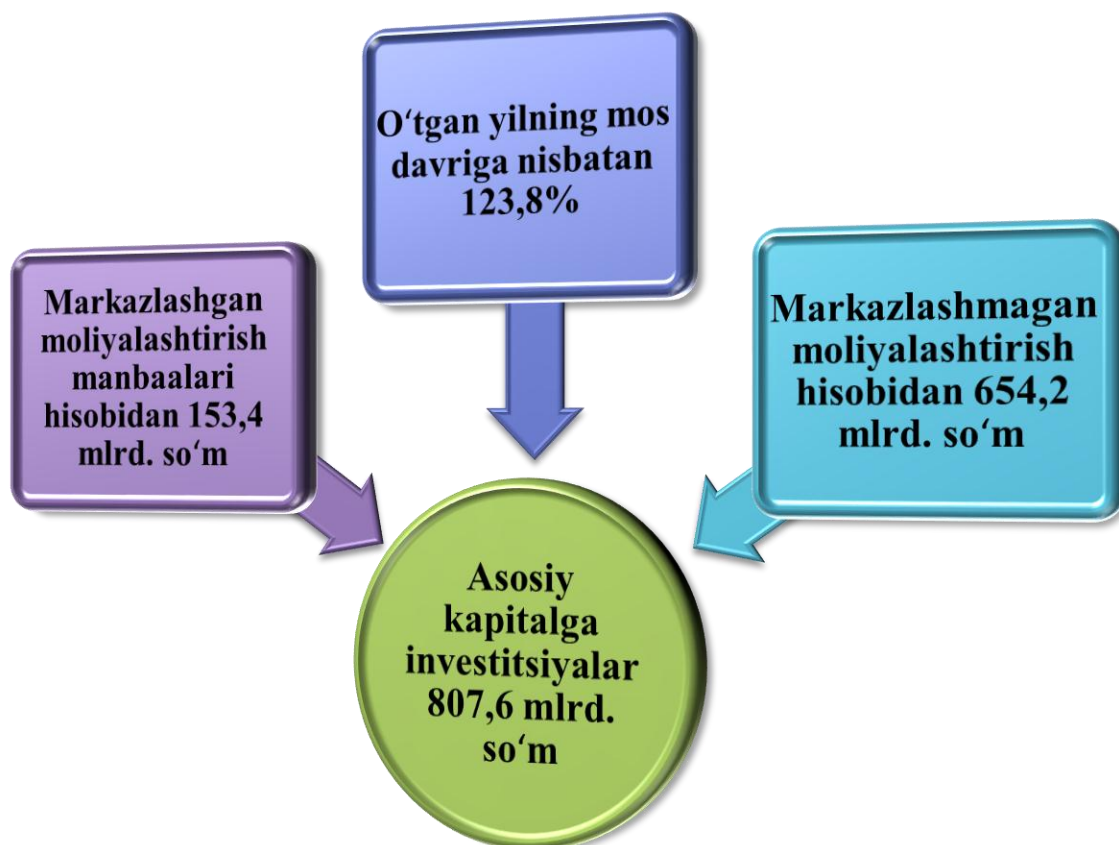 O‘tgan yilning mos
davriga nisbatan
123,8%
Markazlashgan
moliyalashtirish
manbaalari
hisobidan 153,4
mlrd. so‘m
Markazlashmagan
moliyalashtirish
hisobidan 654,2
mlrd. so‘m
Asosiy
kapitalga
investitsiyalar
807,6 mlrd.
so‘m